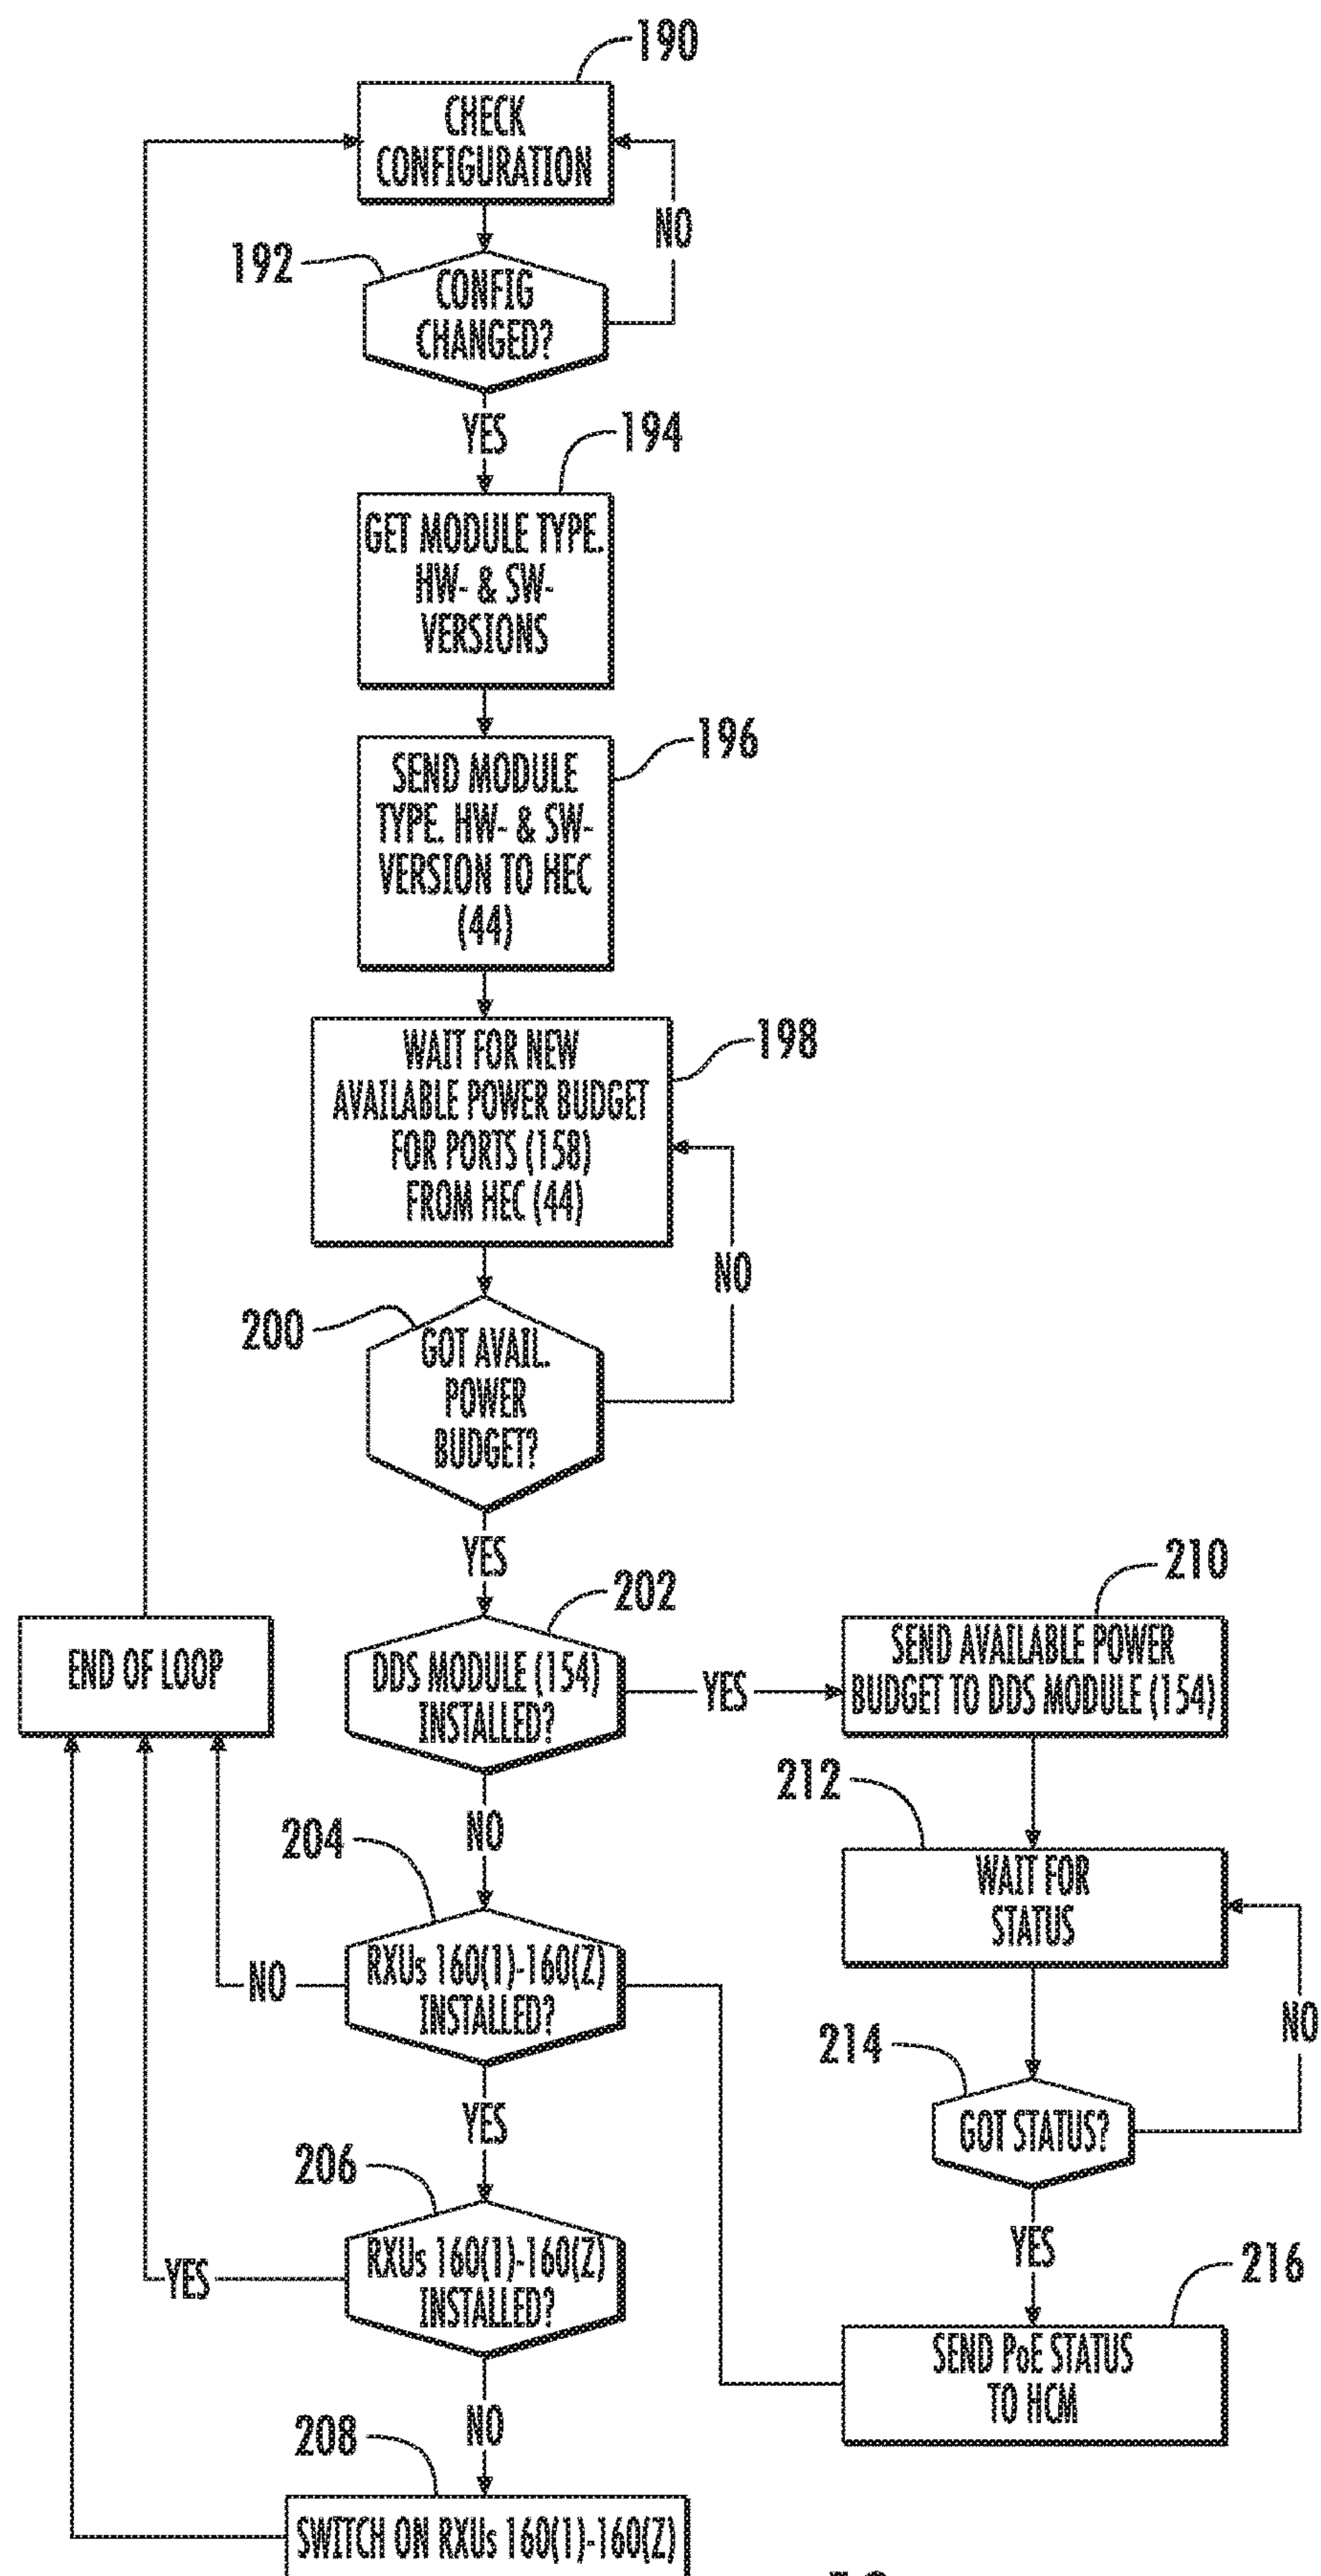 190
CHECK
CONFIGURATION
NO
192
CONFIG
CHANGED?
YES
194
GET MODULE TYPE.
HW- & SW-
VERSIONS
196
SEND MODULE
TYPE. HW- & SW-
VERSION TO HEC
(44)
198
WAIT FOR NEW
AVAILABLE POWER BUDGET
FOR PORTS (158)
FROM HEC (44)
NO
200
GOT AVAIL.
POWER
BUDGET?
YES
202
210
END OF LOOP
DDS MODULE (154)
INSTALLED?
YES
SEND AVAILABLE POWER
BUDGET TO DDS MODULE (154)
212
NO
204
WAIT FOR
STATUS
RXUs 160(1)-160(Z)
INSTALLED?
NO
NO
214
GOT STATUS?
YES
206
RXUs 160(1)-160(Z)
INSTALLED?
YES
YES
216
SEND PoE STATUS
TO HCM
NO
208
SWITCH ON RXUs 160(1)-160(Z)